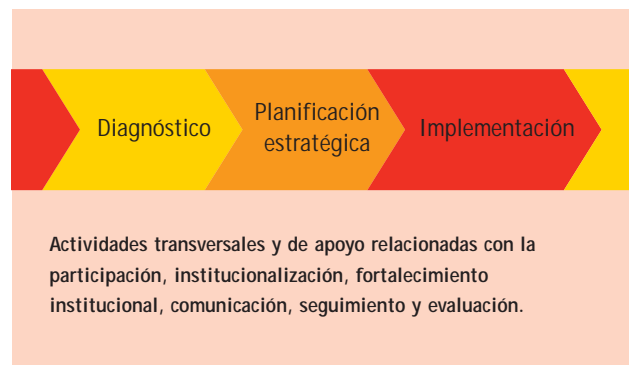 Diagnóstico
Planificación
estratégica
Implementación
Actividades transversales y de apoyo relacionadas con la
participación, institucionalización, fortalecimiento
institucional, comunicación, seguimiento y evaluación.